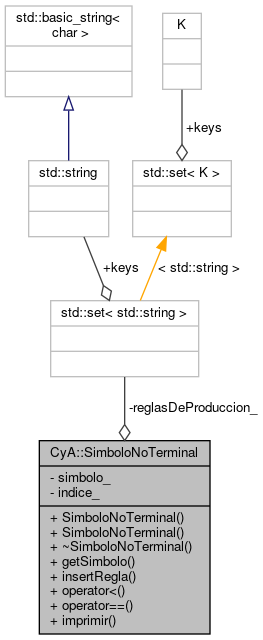 std::basic_string<
char >
K
+keys
std::string
std::set< K >
+keys
< std::string >
std::set< std::string >
-reglasDeProduccion_
CyA::SimboloNoTerminal
- simbolo_
- indice_
+ SimboloNoTerminal()
+ SimboloNoTerminal()
+ ~SimboloNoTerminal()
+ getSimbolo()
+ insertRegla()
+ operator<()
+ operator==()
+ imprimir()